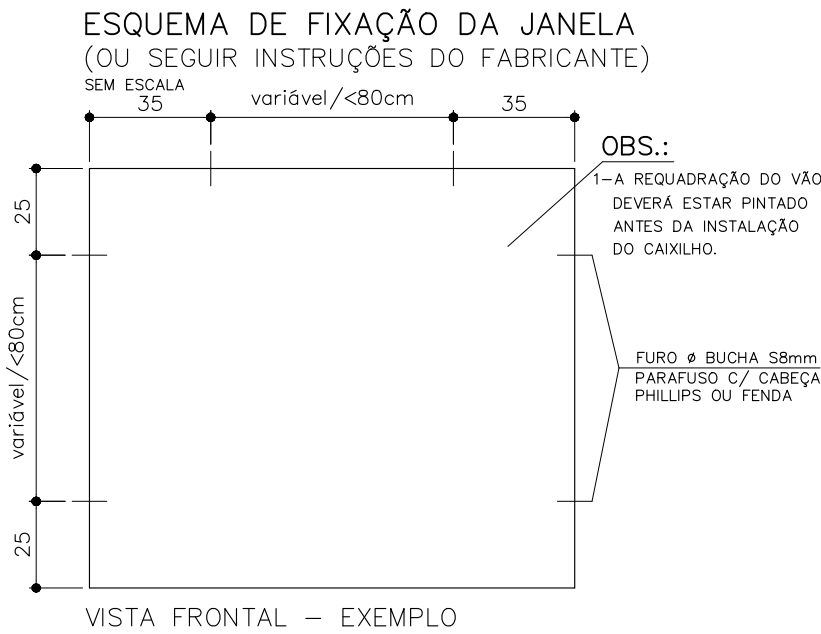 ESQUEMA DE FIXAÇÃO DA JANELA
(OU SEGUIR INSTRUÇÕES DO FABRICANTE)
SEM ESCALA
35
variável/<80cm
35
OBS.:
1-A REQUADRAÇÃO DO VÃO
DEVERÁ ESTAR PINTADO
ANTES DA INSTALAÇÃO
DO CAIXILHO.
25
variável/<80cm
25
FURO ø BUCHA S8mm
PARAFUSO C/ CABEÇA
PHILLIPS OU FENDA
VISTA FRONTAL – EXEMPLO